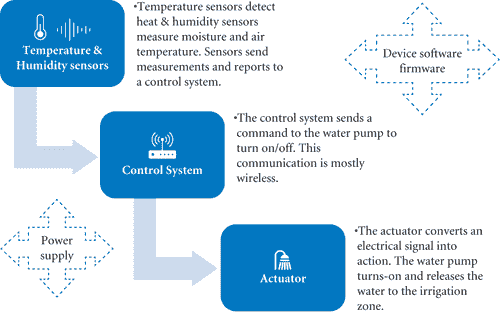 Temperature &
Humidity sensors
•Temperature sensors detect
heat & humidity sensors
measure moisture and air
temperature. Sensors send
measurements and reports to
a control system.
Device software
firmware
Control System
•The control system sends a
command to the water pump to
turn on/off. This
communication is mostly
wireless.
Power
supply
Actuator
•The actuator converts an
electrical signal into
action. The water pump
turns-on and releases the
water to the irrigation
zone.